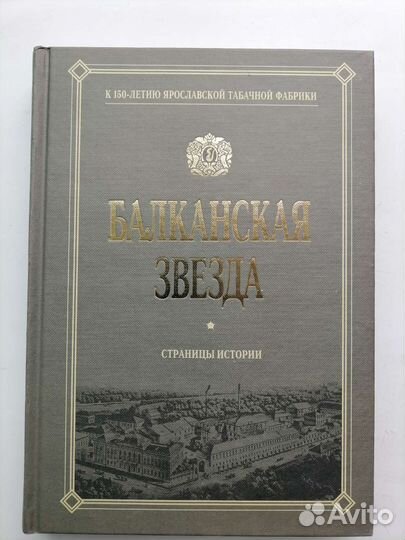 К 150-ЛЕТИЮ ЯРОСЛАВСКОЙ ТАБАЧНОЙ ФАБРИКИ
БАЛКАНСКАЯ
ЗВЕЗДА
СТРАНИЦЫ ИСТОРИИ
Avito